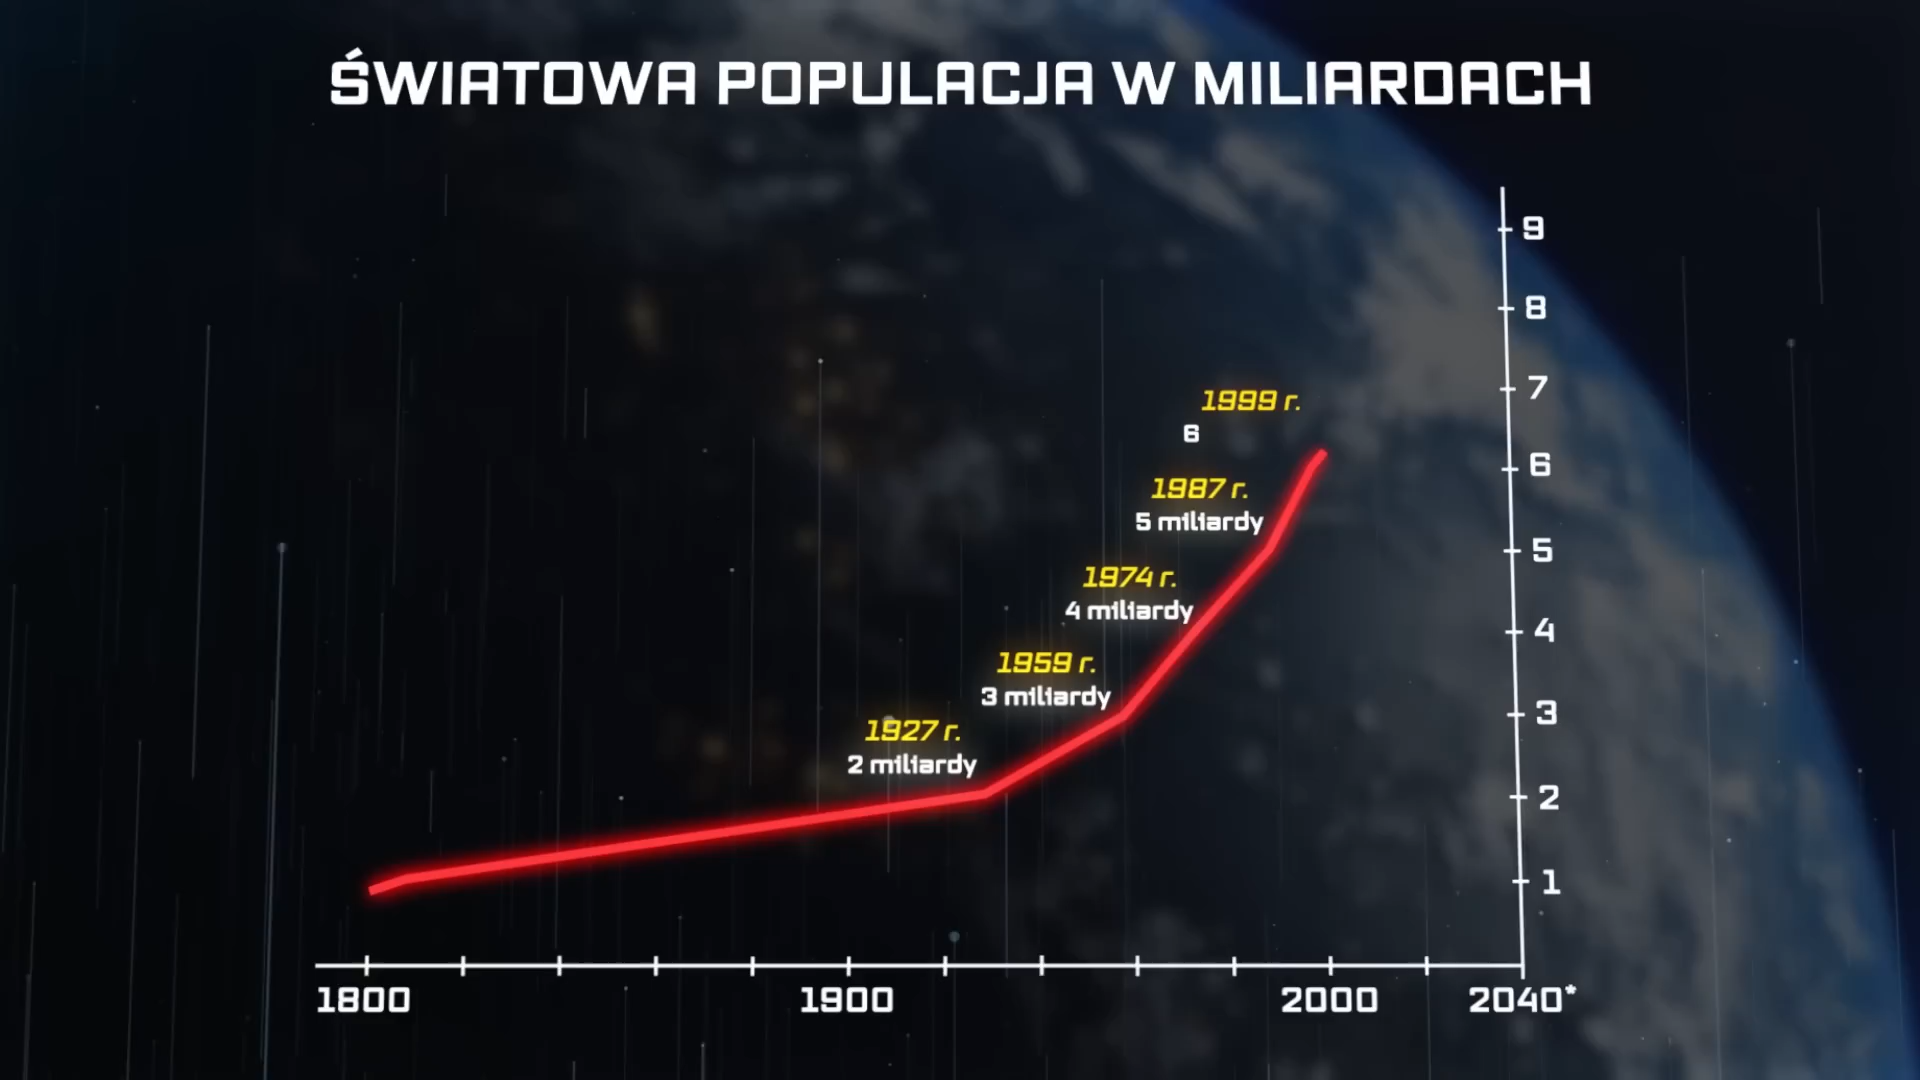 ŚWIATOWA POPULACJA W MILIARDACH
9
8
7
1999 r.
6
6
1987 r.
5 miliardy
5
1974 r.
4 miliardy
4
1959 r.
3 miliardy
3
1927 r.
2 miliardy
2
1
1800
1900
2000
2040*